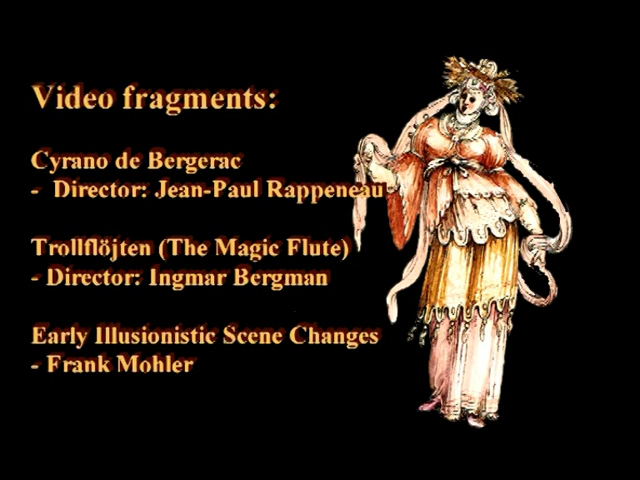 Video fragments:
Cyrano de Bergerac
- Director: Jean-Paul Rappeneau
Trollflöjten (The Magic Flute)
- Director: Ingmar Bergman
Early Illusionistic Scene Changes
- Frank Mohler